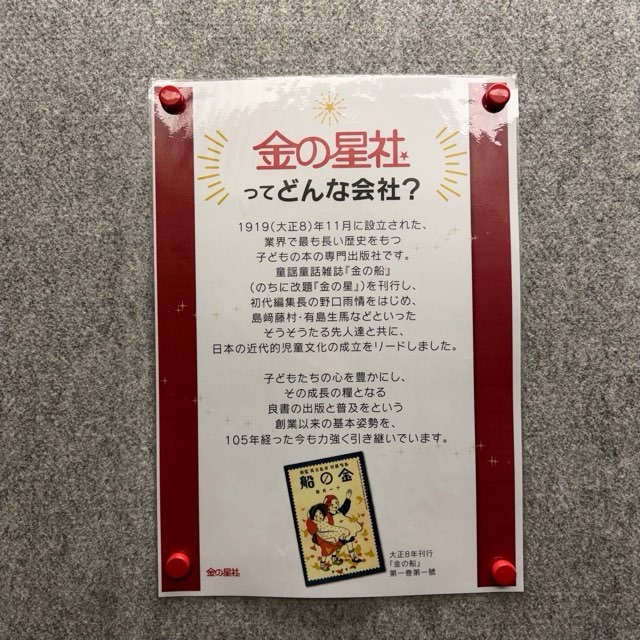 金の星社
ってどんな会社?
1919(大正8)年11月に設立された、
業界で最も長い歴史をもつ
子どもの本の専門出版社です。
童謡童話雑誌『金の船』
(のちに改題『金の星』)を刊行し、
初代編集長の野口雨情をはじめ、
島崎藤村・有島生馬などといった
そうそうたる先人達と共に、
日本の近代的児童文化の成立をリードしました。
子どもたちの心を豊かにし、
その成長の糧となる
良書の出版と普及をという
創業以来の基本姿勢を、
105年経った今も力強く引き継いでいます。
船の金
大正8年刊行
『金の船』
第一巻第一號
金の星社